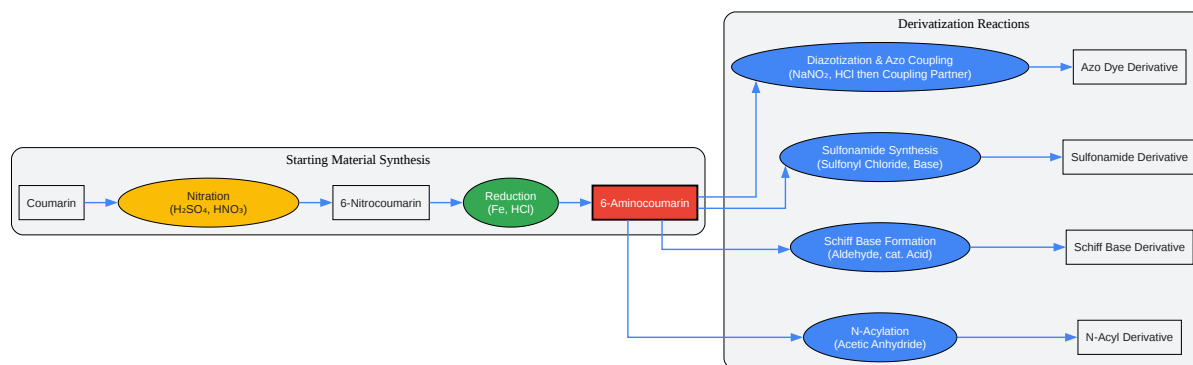 Derivatization Reactions
Diazotization & Azo Coupling
(NaNO₂, HCl then Coupling Partner)
Azo Dye Derivative
Starting Material Synthesis
Sulfonamide Synthesis
(Sulfonyl Chloride, Base)
Sulfonamide Derivative
Coumarin
Nitration
(H₂SO₄, HNO₃)
6-Nitrocoumarin
Reduction
(Fe, HCl)
6-Aminocoumarin
Schiff Base Formation
(Aldehyde, cat. Acid)
Schiff Base Derivative
N-Acylation
(Acetic Anhydride)
N-Acyl Derivative